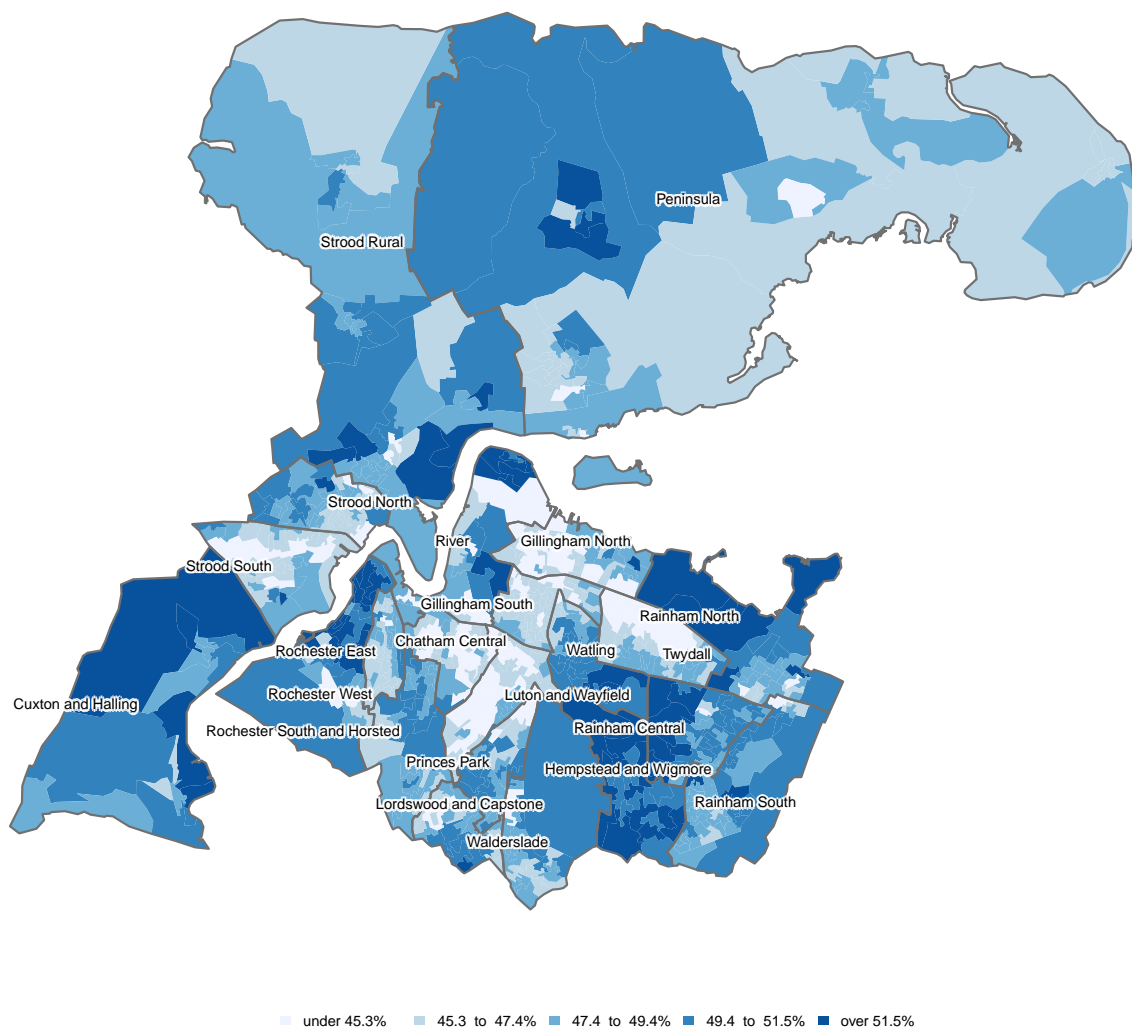 Peninsula
Strood Rural
Strood North
River
Gillingham North
Strood South
Gillingham South
Rainham North
Chatham Central
Rochester East
Watling
Twydall
Rochester West
Luton and Wayfield
Cuxton and Halling
Rochester South and Horsted
Rainham Central
Princes Park
Hempstead and Wigmore
Lordswood and Capstone
Rainham South
Walderslade
under 45.3% 45.3 to 47.4% 47.4 to 49.4% 49.4 to 51.5% over 51.5%